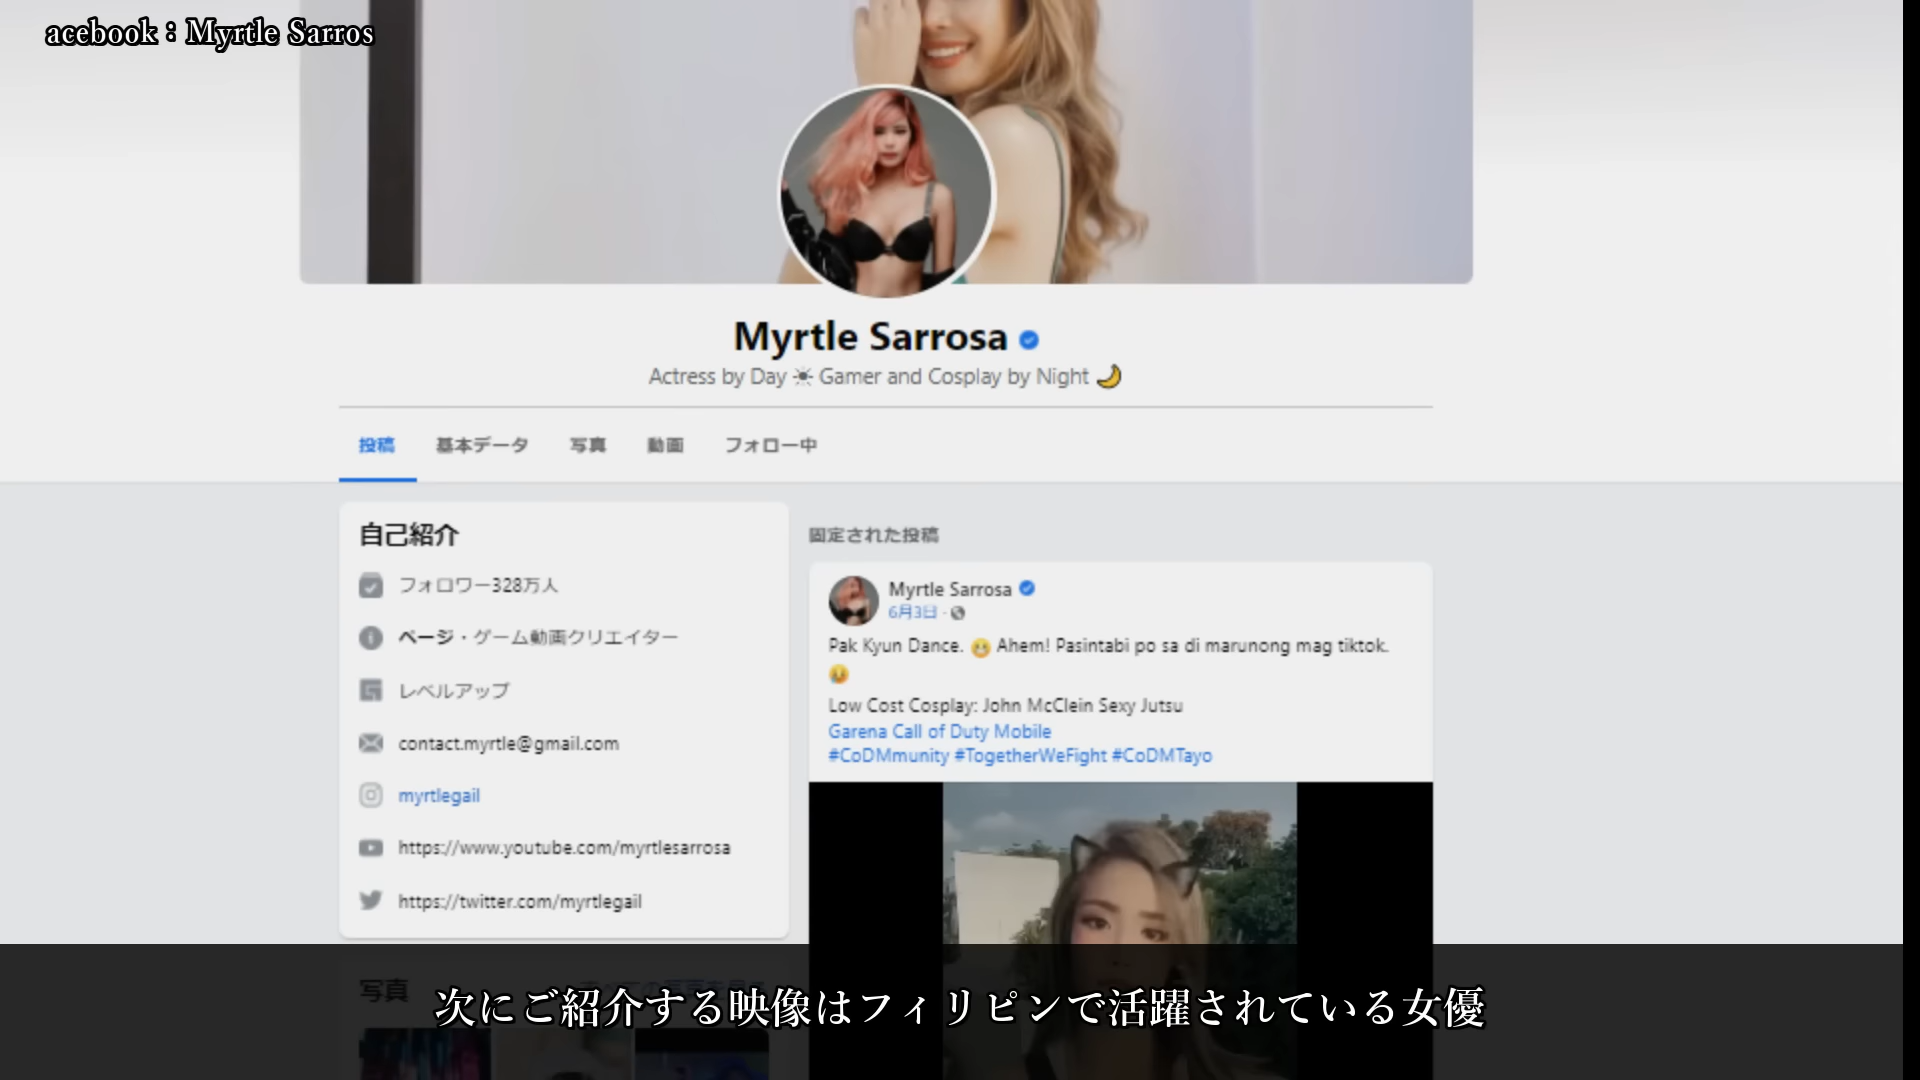 acebook：Myrtle Sarros
Myrtle Sarrosa
Actress by Day ☀ Gamer and Cosplay by Night 🌙
投稿 基本データ 写真 動画 フォロー中
自己紹介
フォロワー328万人
ページ・ゲーム動画クリエイター
レベルアップ
contact.myrtle@gmail.com
myrtlegail
https://www.youtube.com/myrtlesarrosa
https://twitter.com/myrtlegail
写真
固定された投稿
Myrtle Sarrosa
6月3日
Pak Kyun Dance. 😬 Ahem! Pasintabi po sa di marunong mag tiktok.
😥
Low Cost Cosplay: John McClein Sexy Jutsu
Garena Call of Duty Mobile
#CoDMmunity #TogetherWeFight #CoDMTayo
次にご紹介する映像はフィリピンで活躍されている女優